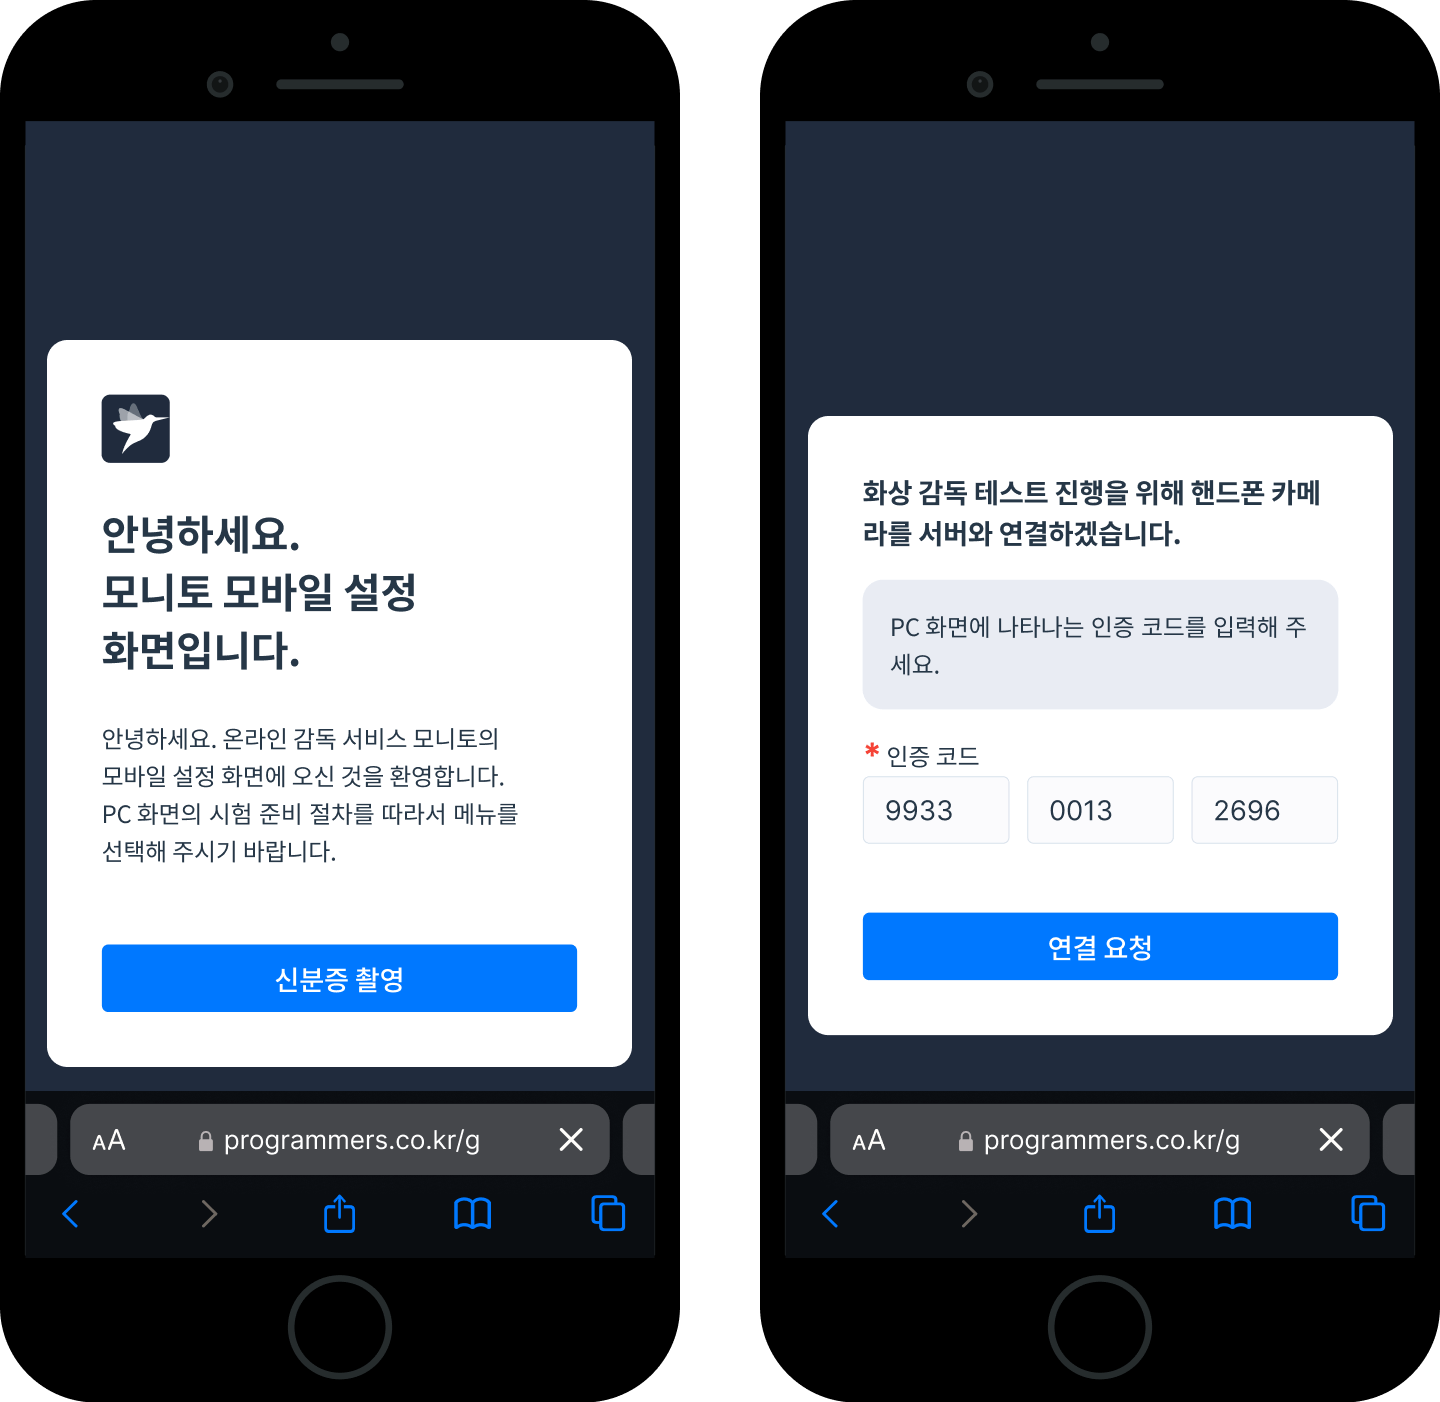 안녕하세요.
모니토 모바일 설정
화면입니다.
안녕하세요. 온라인 감독 서비스 모니토의
모바일 설정 화면에 오신 것을 환영합니다.
PC 화면의 시험 준비 절차를 따라서 메뉴를
선택해 주시기 바랍니다.
신분증 촬영
AA programmers.co.kr/g
화상 감독 테스트 진행을 위해 핸드폰 카메
라를 서버와 연결하겠습니다.
PC 화면에 나타나는 인증 코드를 입력해 주
세요.
* 인증 코드
9933 0013 2696
연결 요청
AA programmers.co.kr/g